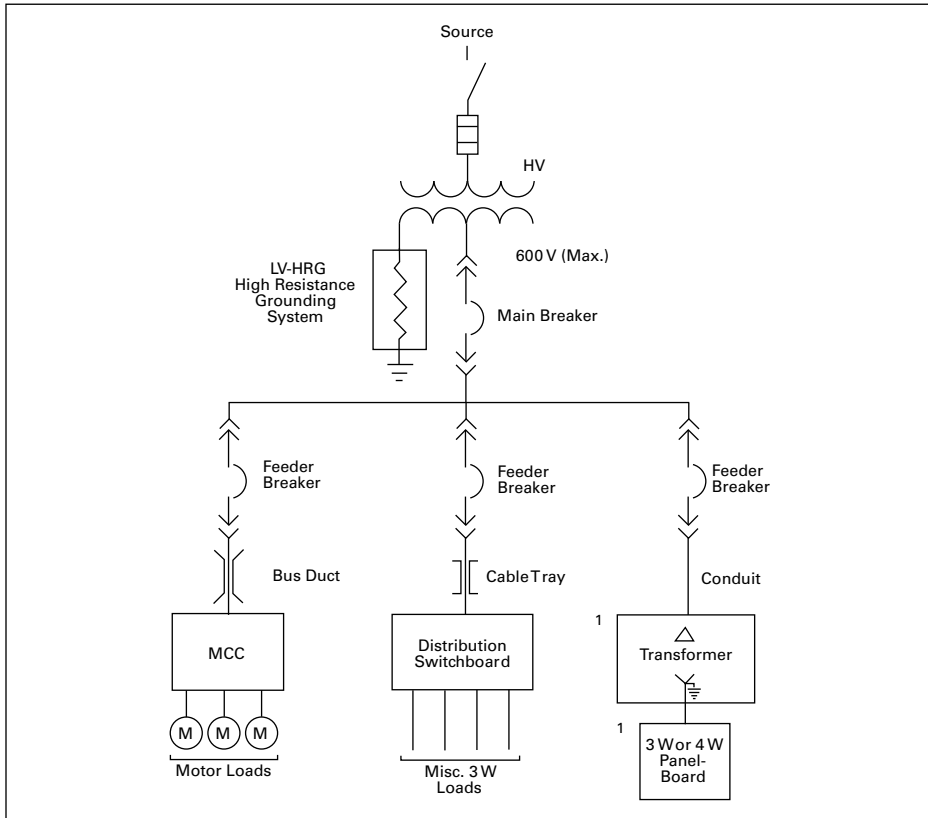 Source
HV
600 V (Max.)
LV-HRG
High Resistance
Grounding
System
Main Breaker
Feeder
Breaker
Feeder
Breaker
Feeder
Breaker
Bus Duct
Cable Tray
Conduit
1
MCC
Distribution
Switchboard
Transformer
M
M
M
Motor Loads
Misc. 3 W
Loads
1
3 W or 4 W
Panel-
Board